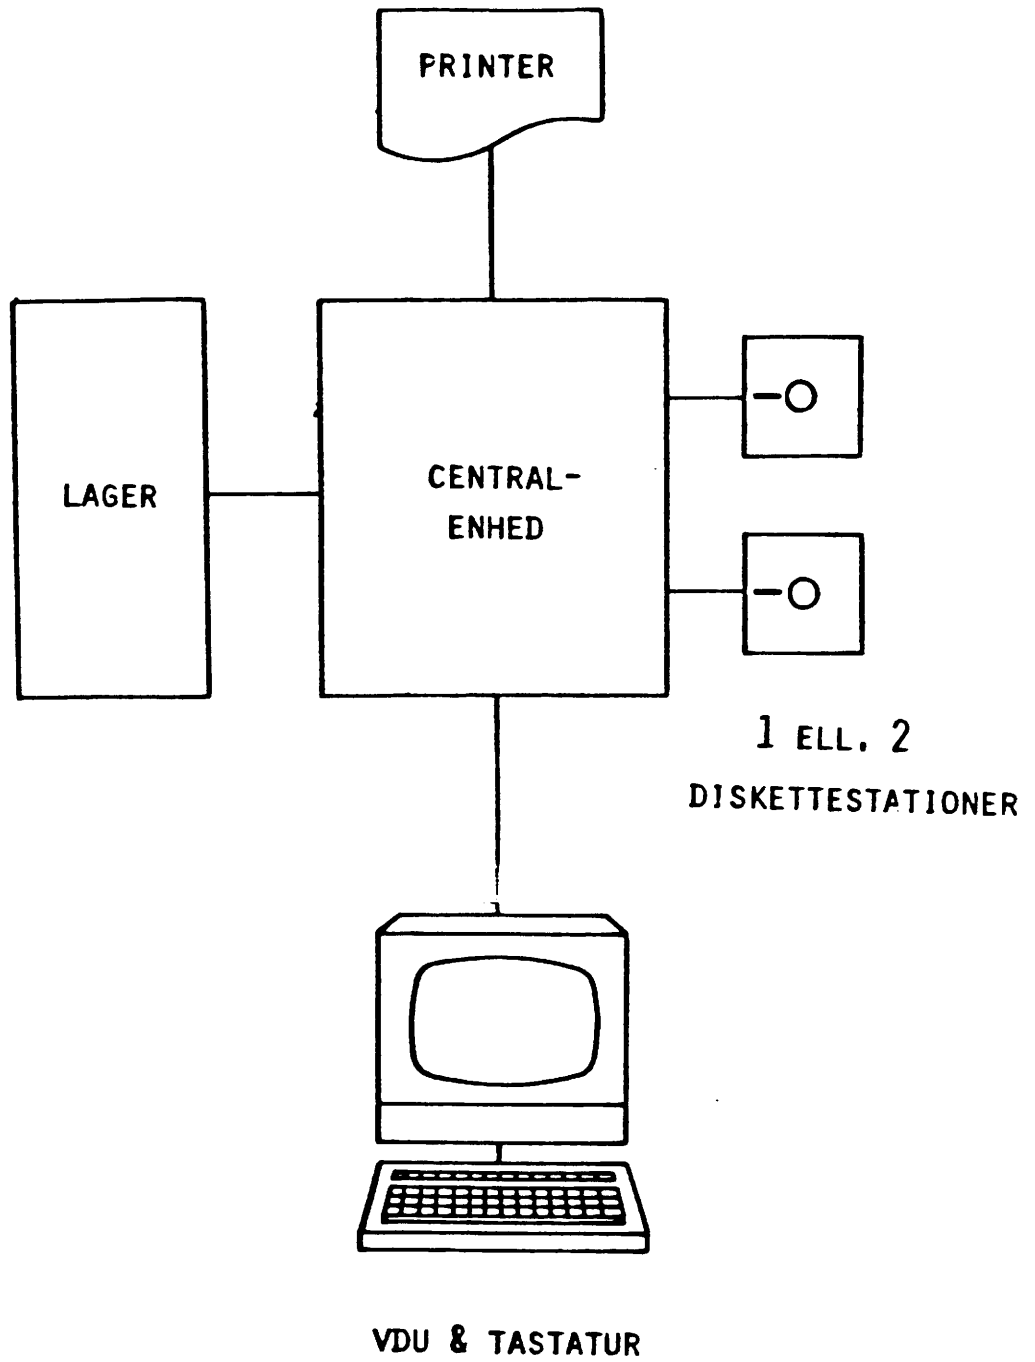 PRINTER
LAGER
CENTRAL-
ENHED
1 ELL. 2
DISKETTESTATIONER
VDU & TASTATUR